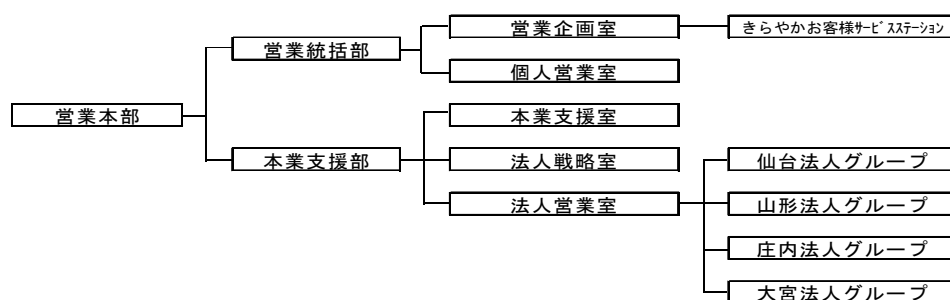 営業企画室
きらやかお客様ｻｰﾋﾞｽｽﾃｰｼｮﾝ
営業統括部
個人営業室
営業本部
本業支援室
本業支援部
法人戦略室
仙台法人グループ
法人営業室
山形法人グループ
庄内法人グループ
大宮法人グループ